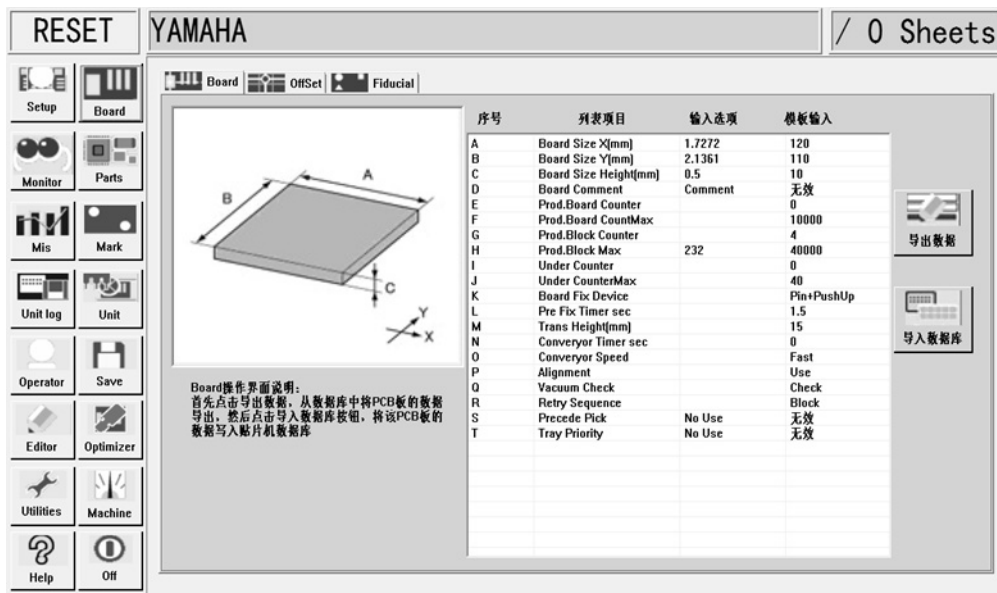 RESET
YAMAHA
/ 0 Sheets
Setup
Board
Monitor
Parts
Mis
Mark
Unit log
Unit
Operator
Save
Editor
Optimizer
Utilities
Machine
Help
Off
Board OffSet Fiducial
A
B
C
Y
X
Board操作界面说明:
首先点击导出数据，从数据库中将PCB板的数据
导出，然后点击导入数据库按钮，将该PCB板的
数据写入贴片机数据库
序号 列表项目 输入选项 模板输入
A Board Size X(mm) 1.7272 120
B Board Size Y(mm) 2.1361 110
C Board Size Height(mm) 0.5 10
D Board Comment Comment 无效
E Prod.Board Counter 0
F Prod.Board CountMax 10000
G Prod.Block Counter 4
H Prod.Block Max 232 40000
I Under Counter 0
J Under CounterMax 40
K Board Fix Device Pin+PushUp
L Pre Fix Timer sec 1.5
M Trans Height(mm) 15
N Converyor Timer sec 0
O Converyor Speed Fast
P Alignment Use
Q Vacuum Check Check
R Retry Sequence Block
S Precede Pick No Use 无效
T Tray Priority No Use 无效
导出数据
导入数据库